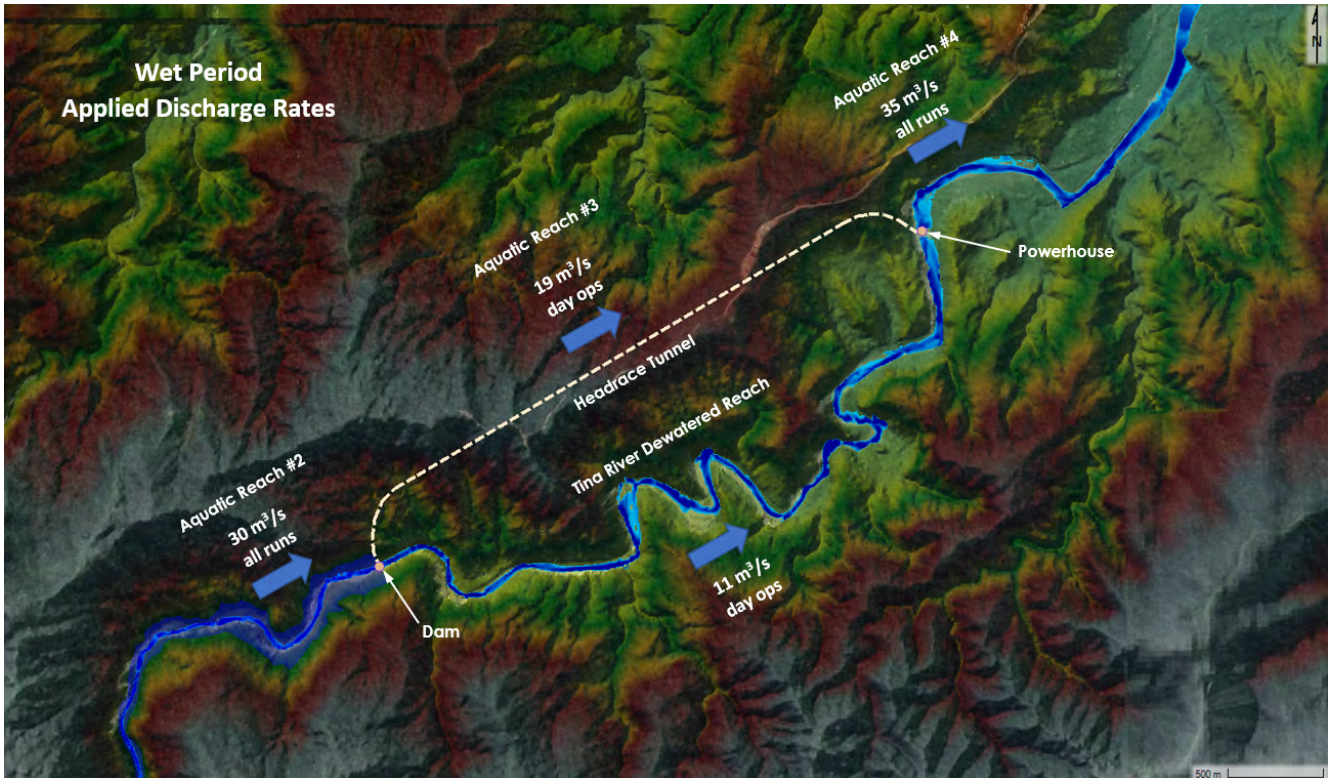 Wet Period
Applied Discharge Rates
Aquatic Reach #4
35 m³/s
all runs
N
Aquatic Reach #3
19 m³/s
day ops
Powerhouse
Headrace Tunnel
Tina River Dewatered Reach
Aquatic Reach #2
30 m³/s
all runs
11 m³/s
day ops
Dam
500 m